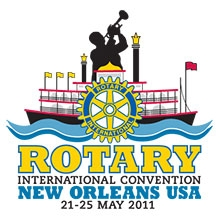 ROTARY
INTERNATIONAL
ROTARY
INTERNATIONAL CONVENTION
NEW ORLEANS USA
21-25 MAY 2011